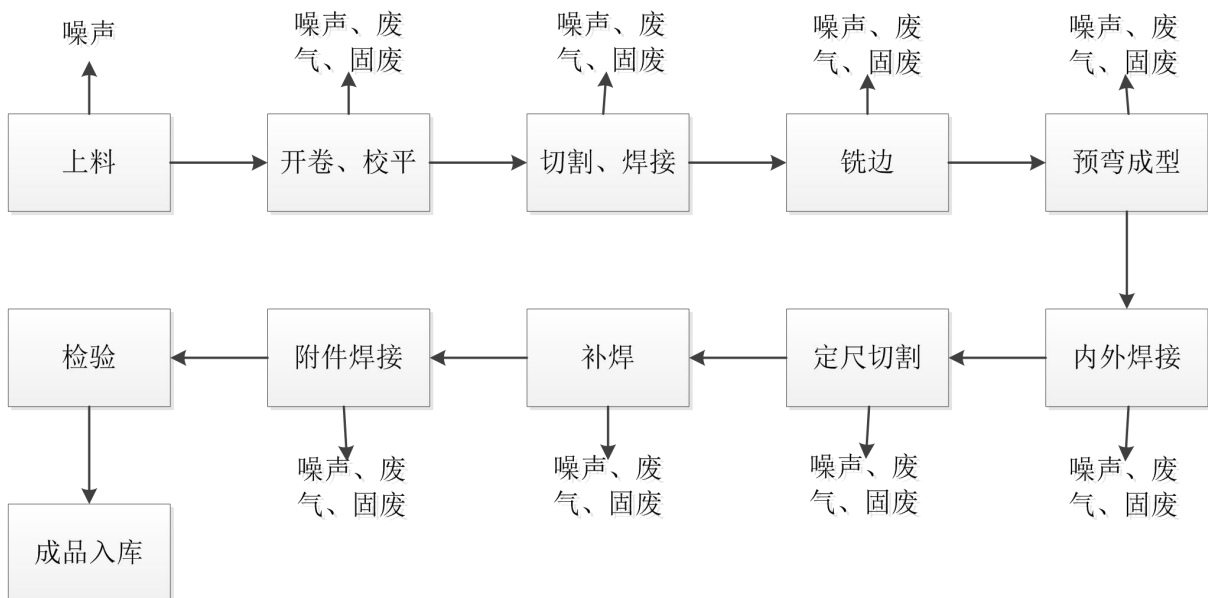 噪声
噪声、废
气、固废
噪声、废
气、固废
噪声、废
气、固废
噪声、废
气、固废
上料
开卷、校平
切割、焊接
铣边
预弯成型
检验
附件焊接
补焊
定尺切割
内外焊接
噪声、废
气、固废
噪声、废
气、固废
噪声、废
气、固废
噪声、废
气、固废
成品入库